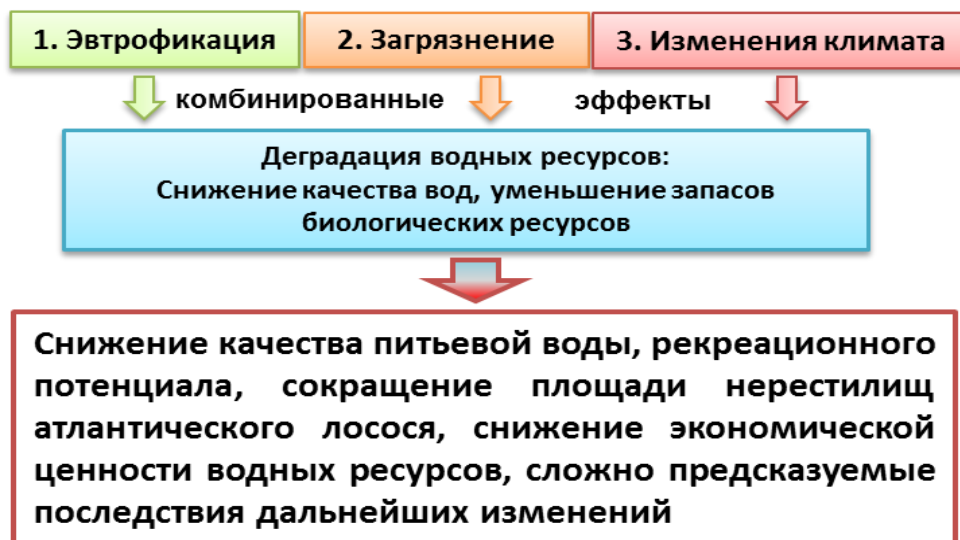 1. Эвтрофикация
2. Загрязнение
3. Изменения климата
комбинированные эффекты
Деградация водных ресурсов:
Снижение качества вод, уменьшение запасов
биологических ресурсов
Снижение качества питьевой воды, рекреационного
потенциала, сокращение площади нерестилищ
атлантического лосося, снижение экономической
ценности водных ресурсов, сложно предсказуемые
последствия дальнейших изменений